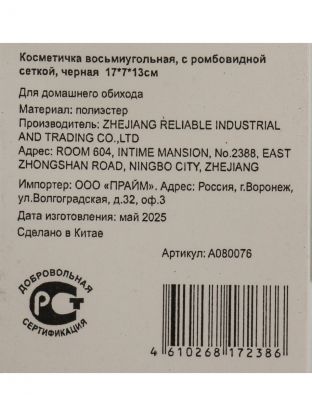 Косметичка восьмиугольная, с ромбовидной
сеткой, черная 17*7*13см
Для домашнего обихода
Материал: полиэстер
Производитель: ZHEJIANG RELIABLE INDUSTRIAL
AND TRADING CO.,LTD
Адрес: ROOM 604, INTIME MANSION, No.2388, EAST
ZHONGSHAN ROAD, NINGBO CITY, ZHEJIANG
Импортер: ООО «ПРАЙМ». Адрес: Россия, г.Воронеж,
ул.Волгоградская, д.32, оф.3
Дата изготовления: май 2025
Сделано в Китае
Артикул: A080076
ДОБРОВОЛЬНАЯ
РСТ
СЕРТИФИКАЦИЯ
4 610268 172386